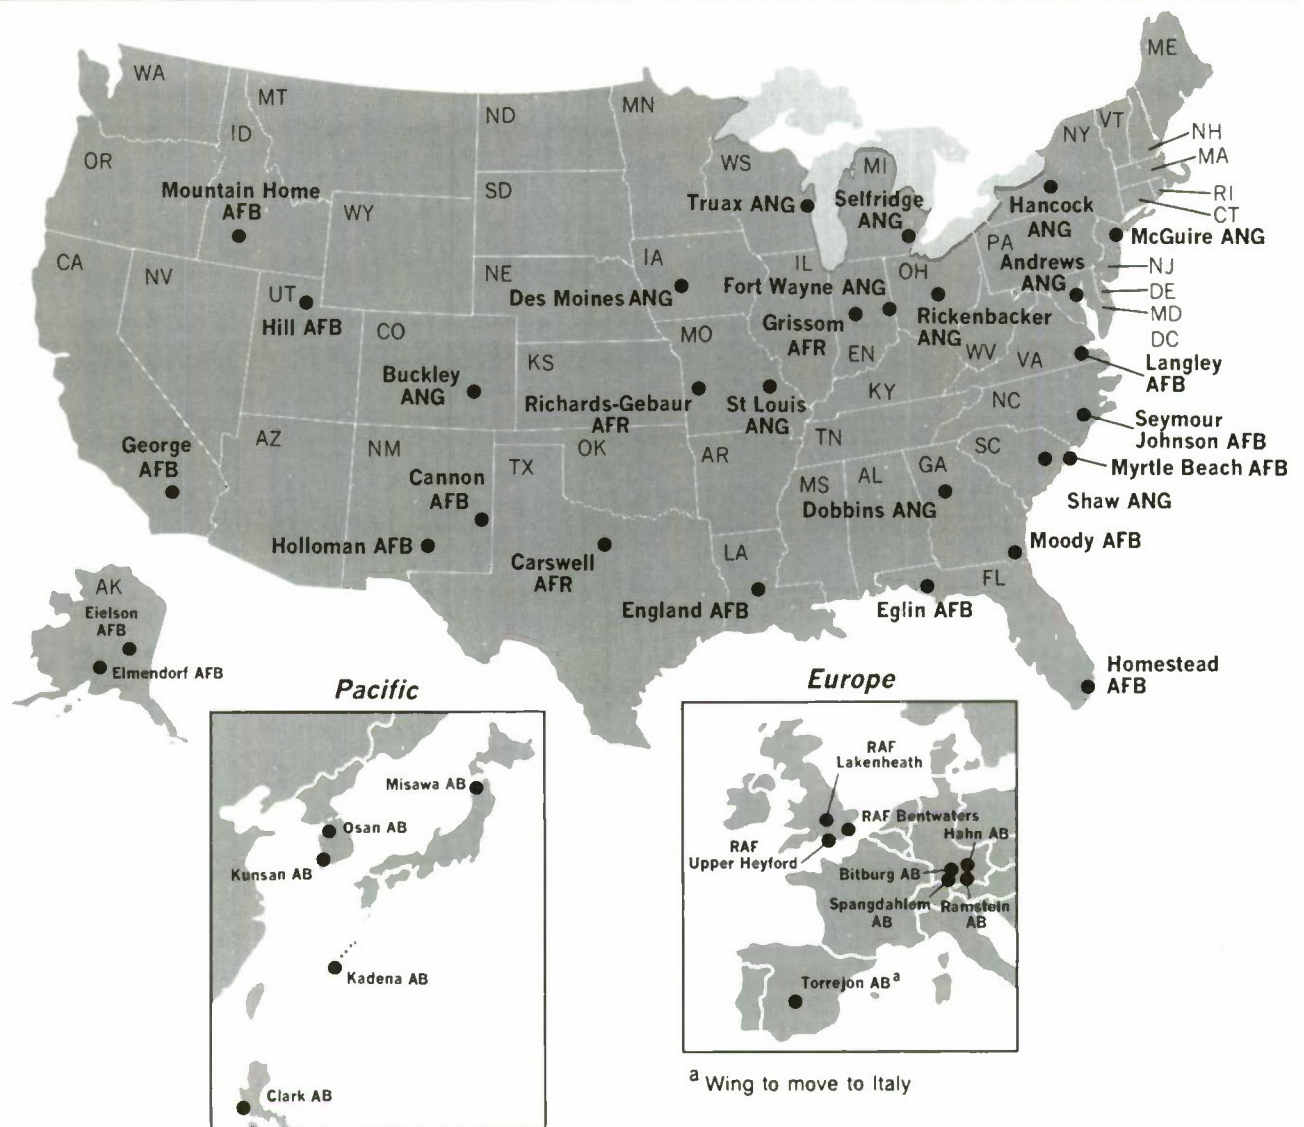 ME
WA
MT
ND
MN
VT
NY
NH
ID
OR
WS
MI
MA
SD
Mountain Home
AFB
Truax ANG
Selfridge
ANG
Hancock
ANG
RI
CT
WY
McGuire ANG
CA
NV
NE
IA
IL
OH
PA
Andrews
ANG
NJ
DE
MD
DC
UT
Hill AFB
Des Moines ANG
Fort Wayne ANG
Grissom
AFR
Rickenbacker
ANG
CO
MO
EN
WV
VA
Langley
AFB
KS
Buckley
ANG
Richards-Gebaur
AFR
St Louis
ANG
KY
NC
Seymour
Johnson AFB
George
AFB
AZ
NM
Cannon
AFB
TX
OK
AR
TN
MS
AL
GA
SC
Myrtle Beach AFB
Dobbins ANG
Shaw ANG
Holloman AFB
Carswell
AFR
LA
Moody AFB
England AFB
FL
Eglin AFB
AK
Eielson
AFB
Elmendorf AFB
Homestead
AFB
Pacific
Misawa AB
Osan AB
Kunsan AB
Kadena AB
Clark AB
Europe
RAF
Lakenheath
RAF Bentwaters
RAF
Upper Heyford
Hahn AB
Bitburg AB
Spangdahlem
AB
Ramstein
AB
Torrejon AB a
a Wing to move to Italy